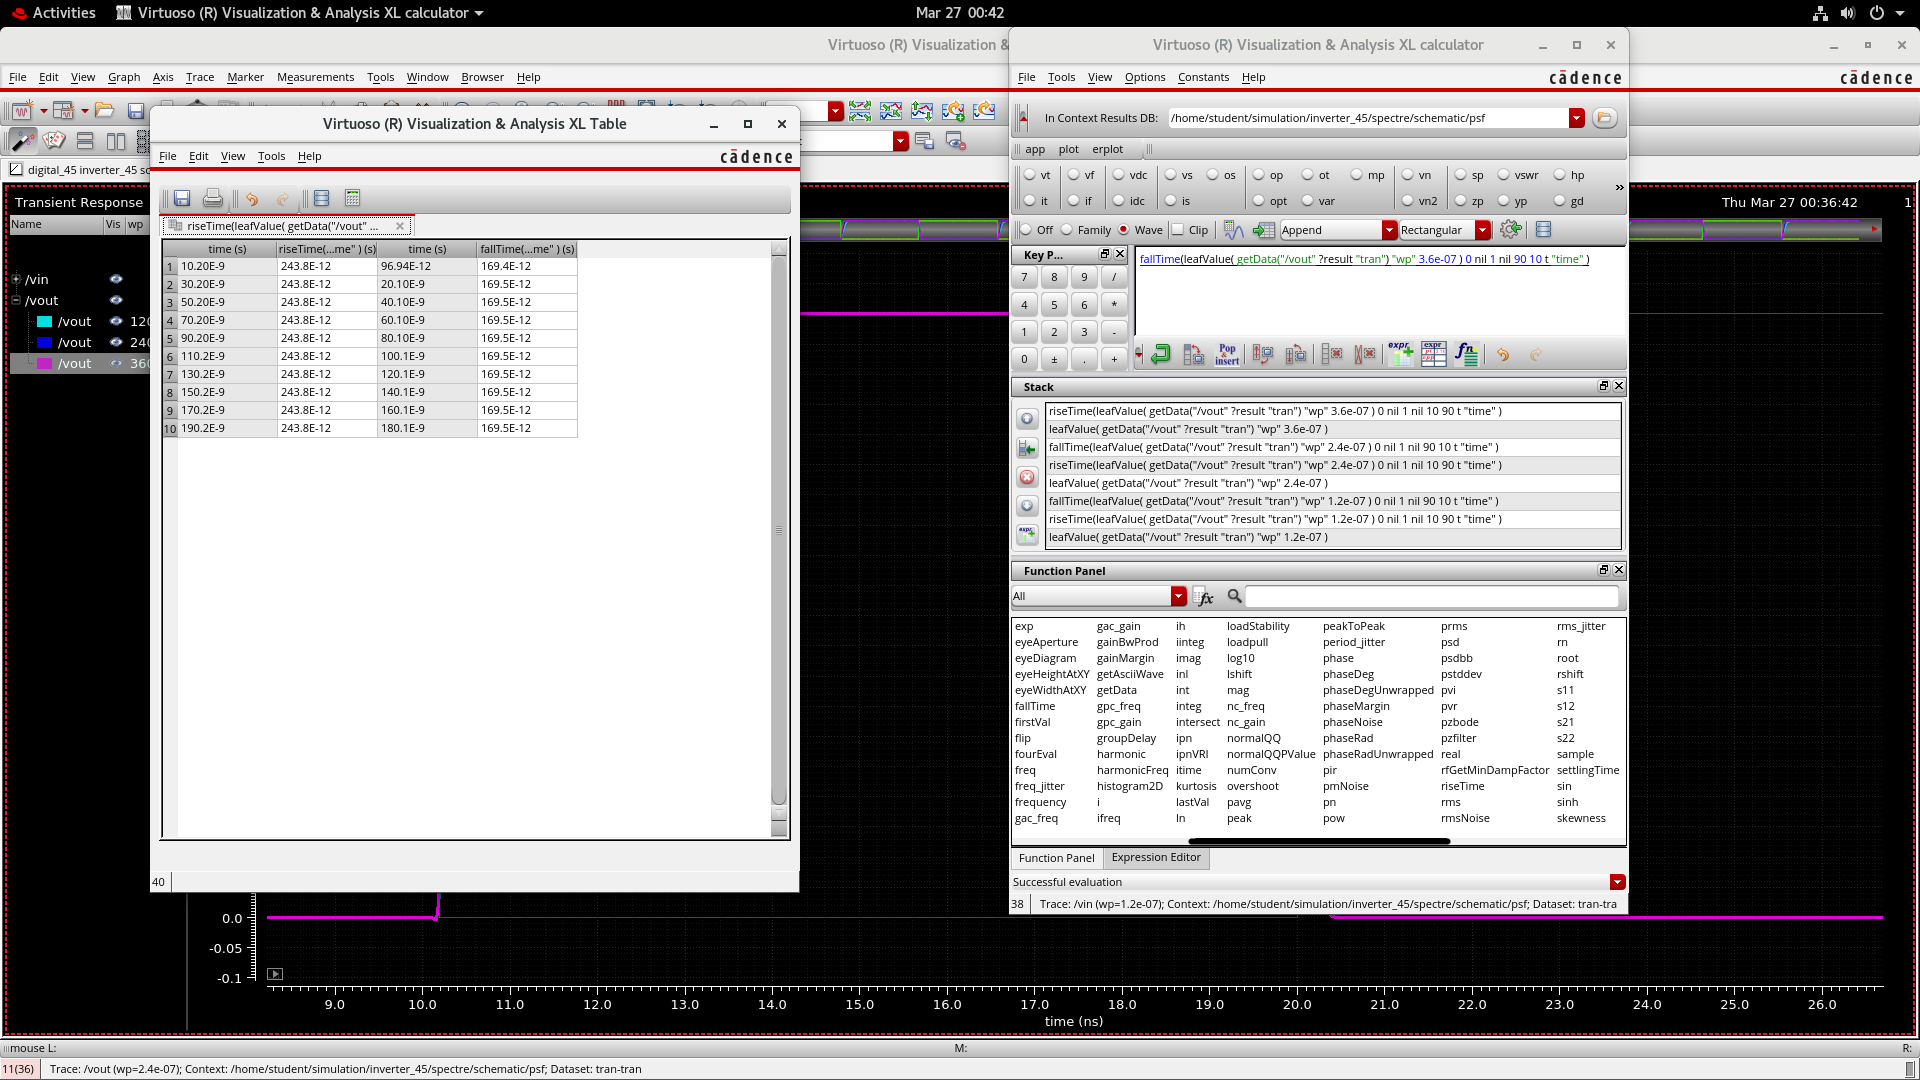 Activities
Virtuoso (R) Visualization & Analysis XL calculator
Mar 27 00:42
Virtuoso (R) Visualization &
File Edit View Graph Axis Trace Marker Measurements Tools Window Browser Help
cādence
digital_45 inverter_45 sc
Transient Response
Thu Mar 27 00:36:42 1
Name Vis wp
/vin
/vout
/vout 120
/vout 240
/vout 360
Virtuoso (R) Visualization & Analysis XL Table
File Edit View Tools Help
cādence
riseTime(leafValue( getData("/vout" ...
time (s) riseTime(...me" ) (s) time (s) fallTime(...me" ) (s)
1 10.20E-9 243.8E-12 96.94E-12 169.4E-12
2 30.20E-9 243.8E-12 20.10E-9 169.5E-12
3 50.20E-9 243.8E-12 40.10E-9 169.5E-12
4 70.20E-9 243.8E-12 60.10E-9 169.5E-12
5 90.20E-9 243.8E-12 80.10E-9 169.5E-12
6 110.2E-9 243.8E-12 100.1E-9 169.5E-12
7 130.2E-9 243.8E-12 120.1E-9 169.5E-12
8 150.2E-9 243.8E-12 140.1E-9 169.5E-12
9 170.2E-9 243.8E-12 160.1E-9 169.5E-12
10 190.2E-9 243.8E-12 180.1E-9 169.5E-12
40
Virtuoso (R) Visualization & Analysis XL calculator
File Tools View Options Constants Help
cādence
In Context Results DB: /home/student/simulation/inverter_45/spectre/schematic/psf
app plot erplot
vt vf vdc vs os op ot mp vn sp vswr hp
it if idc is opt var vn2 zp yp gd
Off Family Wave Clip Append Rectangular
Key P...
7 8 9 /
4 5 6 *
1 2 3 -
0 ± . +
fallTime(leafValue( getData("/vout" ?result "tran") "wp" 3.6e-07 ) 0 nil 1 nil 90 10 t "time" )
Pop & insert expr expr fn
Stack
riseTime(leafValue( getData("/vout" ?result "tran") "wp" 3.6e-07 ) 0 nil 1 nil 10 90 t "time" )
leafValue( getData("/vout" ?result "tran") "wp" 3.6e-07 )
fallTime(leafValue( getData("/vout" ?result "tran") "wp" 2.4e-07 ) 0 nil 1 nil 90 10 t "time" )
riseTime(leafValue( getData("/vout" ?result "tran") "wp" 2.4e-07 ) 0 nil 1 nil 10 90 t "time" )
leafValue( getData("/vout" ?result "tran") "wp" 2.4e-07 )
fallTime(leafValue( getData("/vout" ?result "tran") "wp" 1.2e-07 ) 0 nil 1 nil 90 10 t "time" )
riseTime(leafValue( getData("/vout" ?result "tran") "wp" 1.2e-07 ) 0 nil 1 nil 10 90 t "time" )
leafValue( getData("/vout" ?result "tran") "wp" 1.2e-07 )
expr
Function Panel
All fx
exp gac_gain ih loadStability peakToPeak prms rms_jitter
eyeAperture gainBwProd iinteg loadpull period_jitter psd rn
eyeDiagram gainMargin imag log10 phase psdbb root
eyeHeightAtXY getAsciiWave inl lshift phaseDeg pstddev rshift
eyeWidthAtXY getData int mag phaseDegUnwrapped pvi s11
fallTime gpc_freq integ nc_freq phaseMargin pvr s12
firstVal gpc_gain intersect nc_gain phaseNoise pzbode s21
flip groupDelay ipn normalQQ phaseRad pzfilter s22
fourEval harmonic ipnVRI normalQQPValue phaseRadUnwrapped real sample
freq harmonicFreq itime numConv pir rfGetMinDampFactor settlingTime
freq_jitter histogram2D kurtosis overshoot pmNoise riseTime sin
frequency i lastVal pavg pn rms sinh
gac_freq ifreq ln peak pow rmsNoise skewness
Function Panel Expression Editor
Successful evaluation
38 Trace: /vin (wp=1.2e-07); Context: /home/student/simulation/inverter_45/spectre/schematic/psf; Dataset: tran-tra
cādence
0.0
-0.05
-0.1
9.0 10.0 11.0 12.0 13.0 14.0 15.0 16.0 17.0 18.0 19.0 20.0 21.0 22.0 23.0 24.0 25.0 26.0
time (ns)
mouse L: M: R:
11(36) Trace: /vout (wp=2.4e-07); Context: /home/student/simulation/inverter_45/spectre/schematic/psf; Dataset: tran-tran